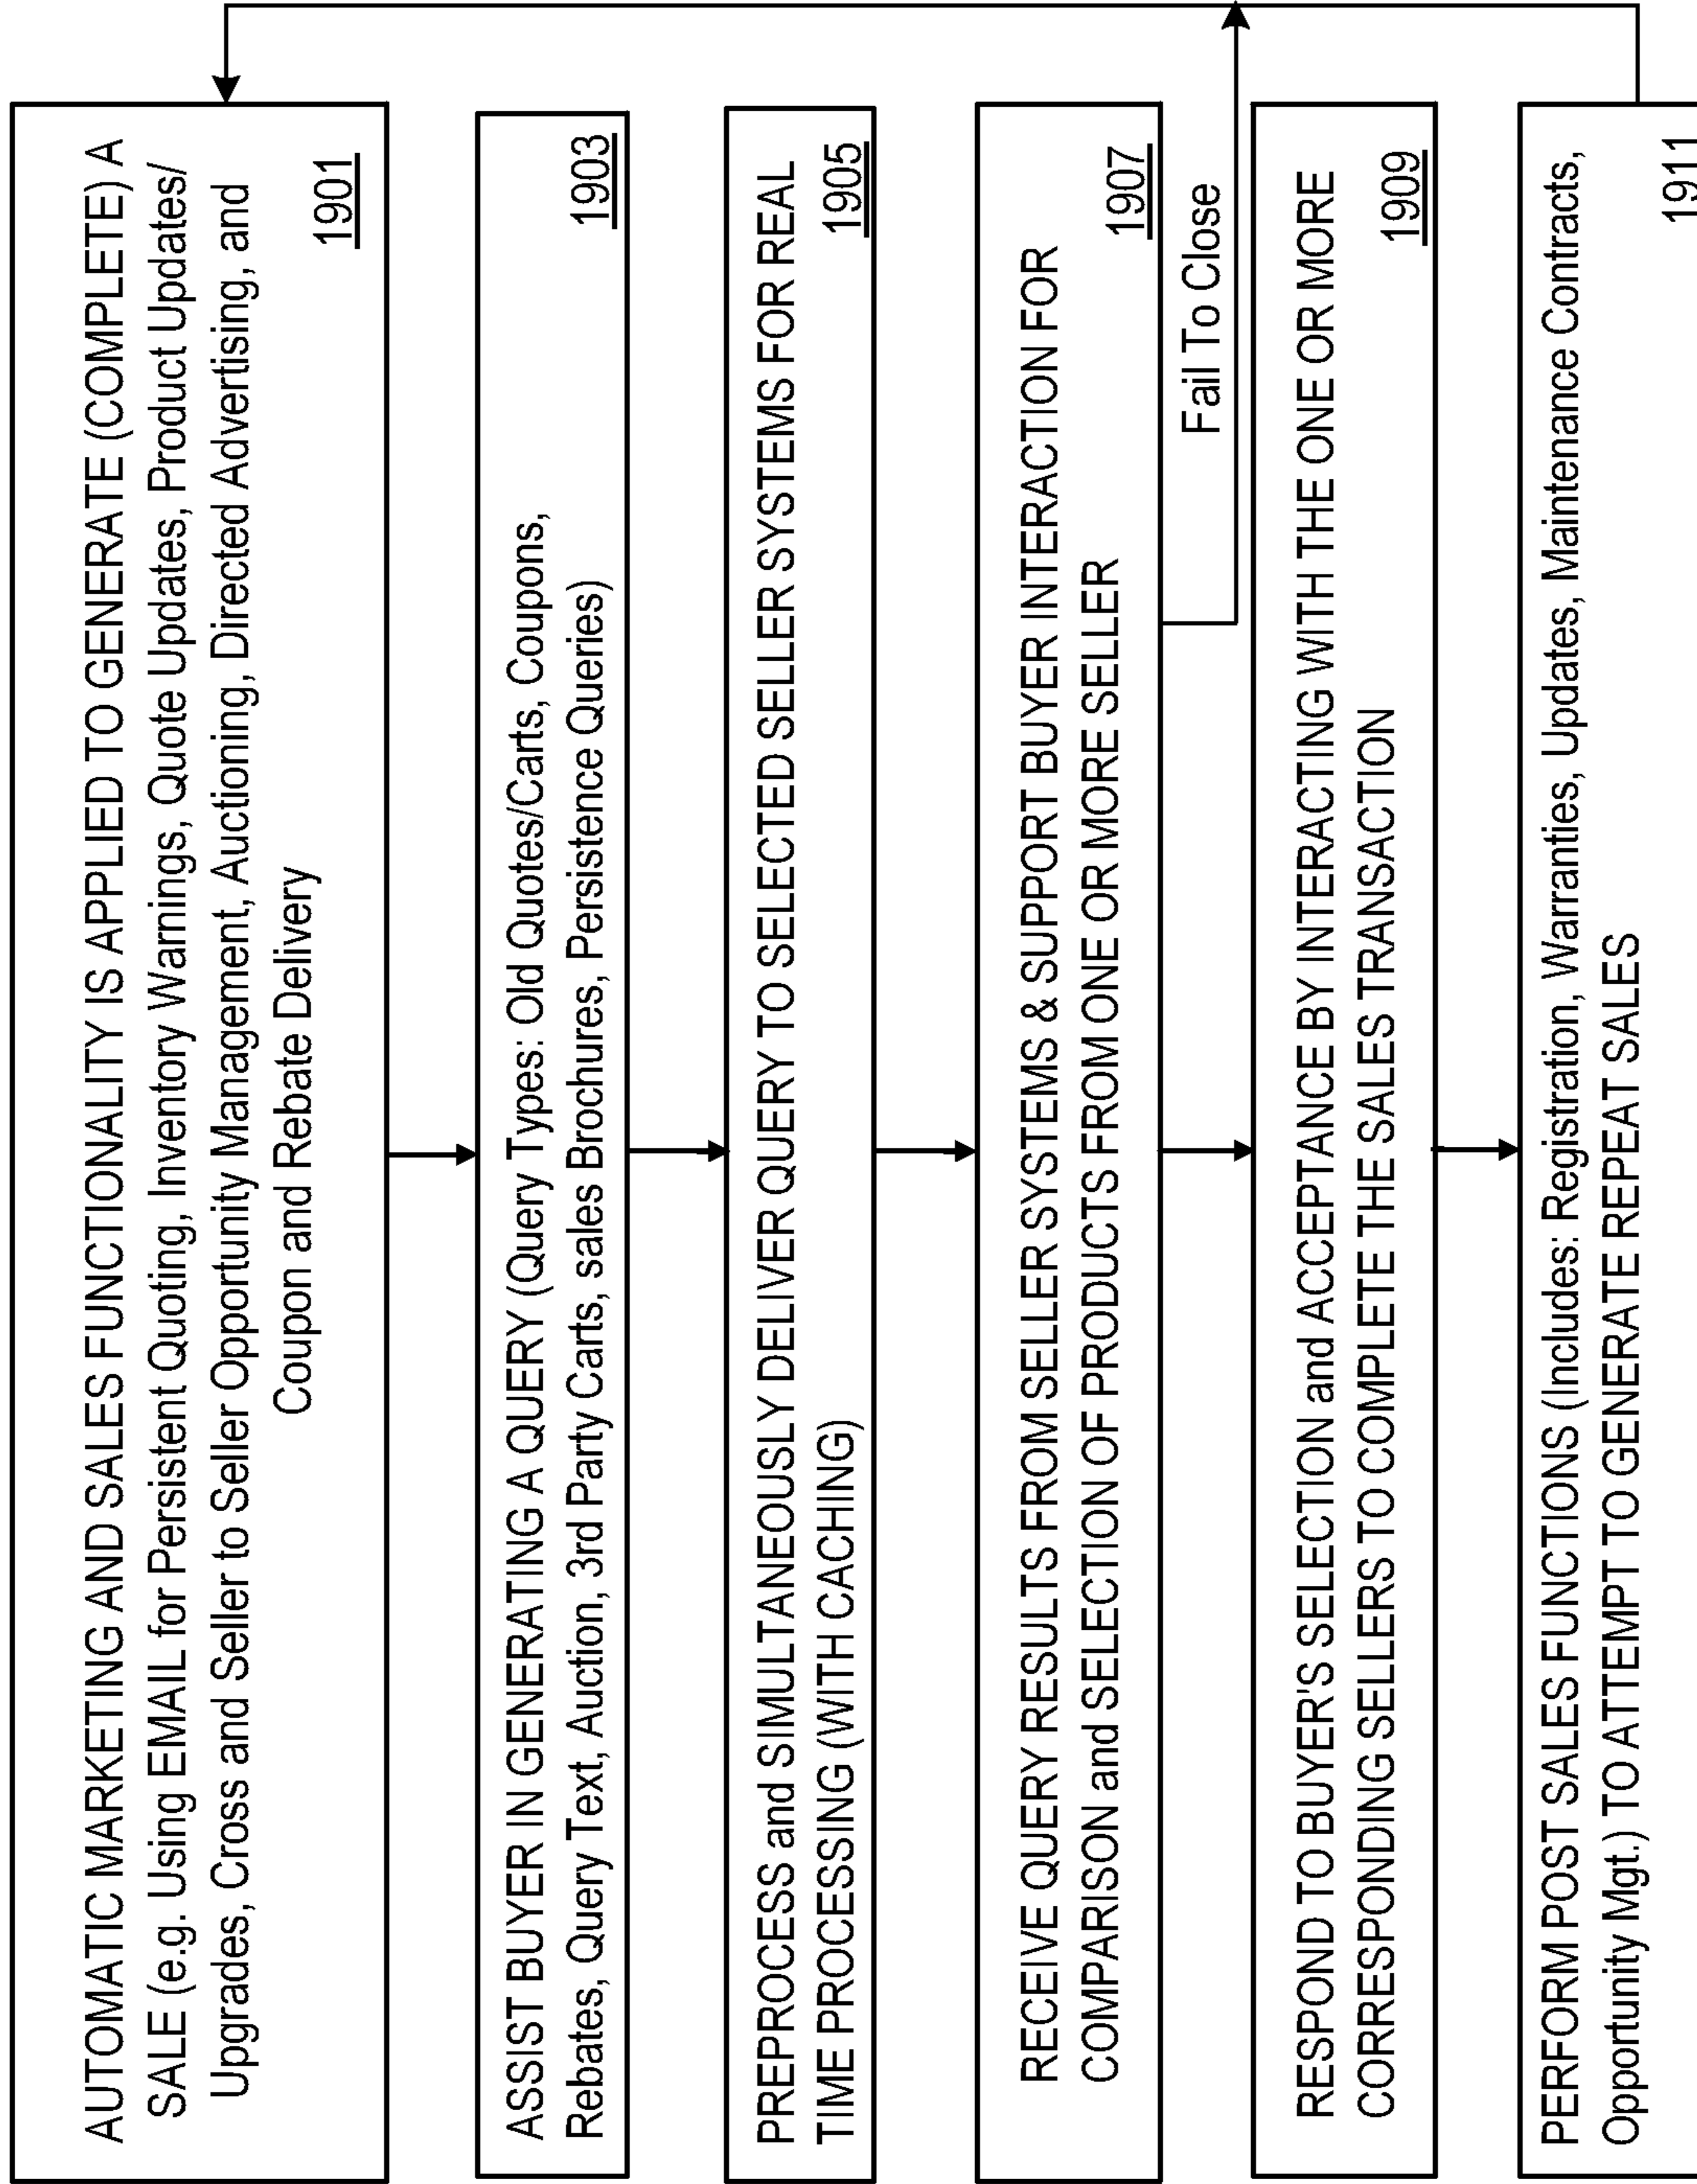 AUTOMATIC MARKETING AND SALES FUNCTIONALITY IS APPLIED TO GENERATE (COMPLETE) A
SALE (e.g. Using EMAIL for Persistent Quoting, Inventory Warnings, Quote Updates, Product Updates/
Upgrades, Cross and Seller to Seller Opportunity Management, Auctioning, Directed Advertising, and
Coupon and Rebate Delivery
1901
ASSIST BUYER IN GENERATING A QUERY (Query Types: Old Quotes/Carts, Coupons,
Rebates, Query Text, Auction, 3rd Party Carts, sales Brochures, Persistence Queries)
1903
PREPROCESS and SIMULTANEOUSLY DELIVER QUERY TO SELECTED SELLER SYSTEMS FOR REAL
TIME PROCESSING (WITH CACHING)
1905
RECEIVE QUERY RESULTS FROM SELLER SYSTEMS & SUPPORT BUYER INTERACTION FOR
COMPARISON and SELECTION OF PRODUCTS FROM ONE OR MORE SELLER
1907
Fail To Close
RESPOND TO BUYER'S SELECTION and ACCEPTANCE BY INTERACTING WITH THE ONE OR MORE
CORRESPONDING SELLERS TO COMPLETE THE SALES TRANSACTION
1909
PERFORM POST SALES FUNCTIONS (Includes: Registration, Warranties, Updates, Maintenance Contracts,
Opportunity Mgt.) TO ATTEMPT TO GENERATE REPEAT SALES
1911